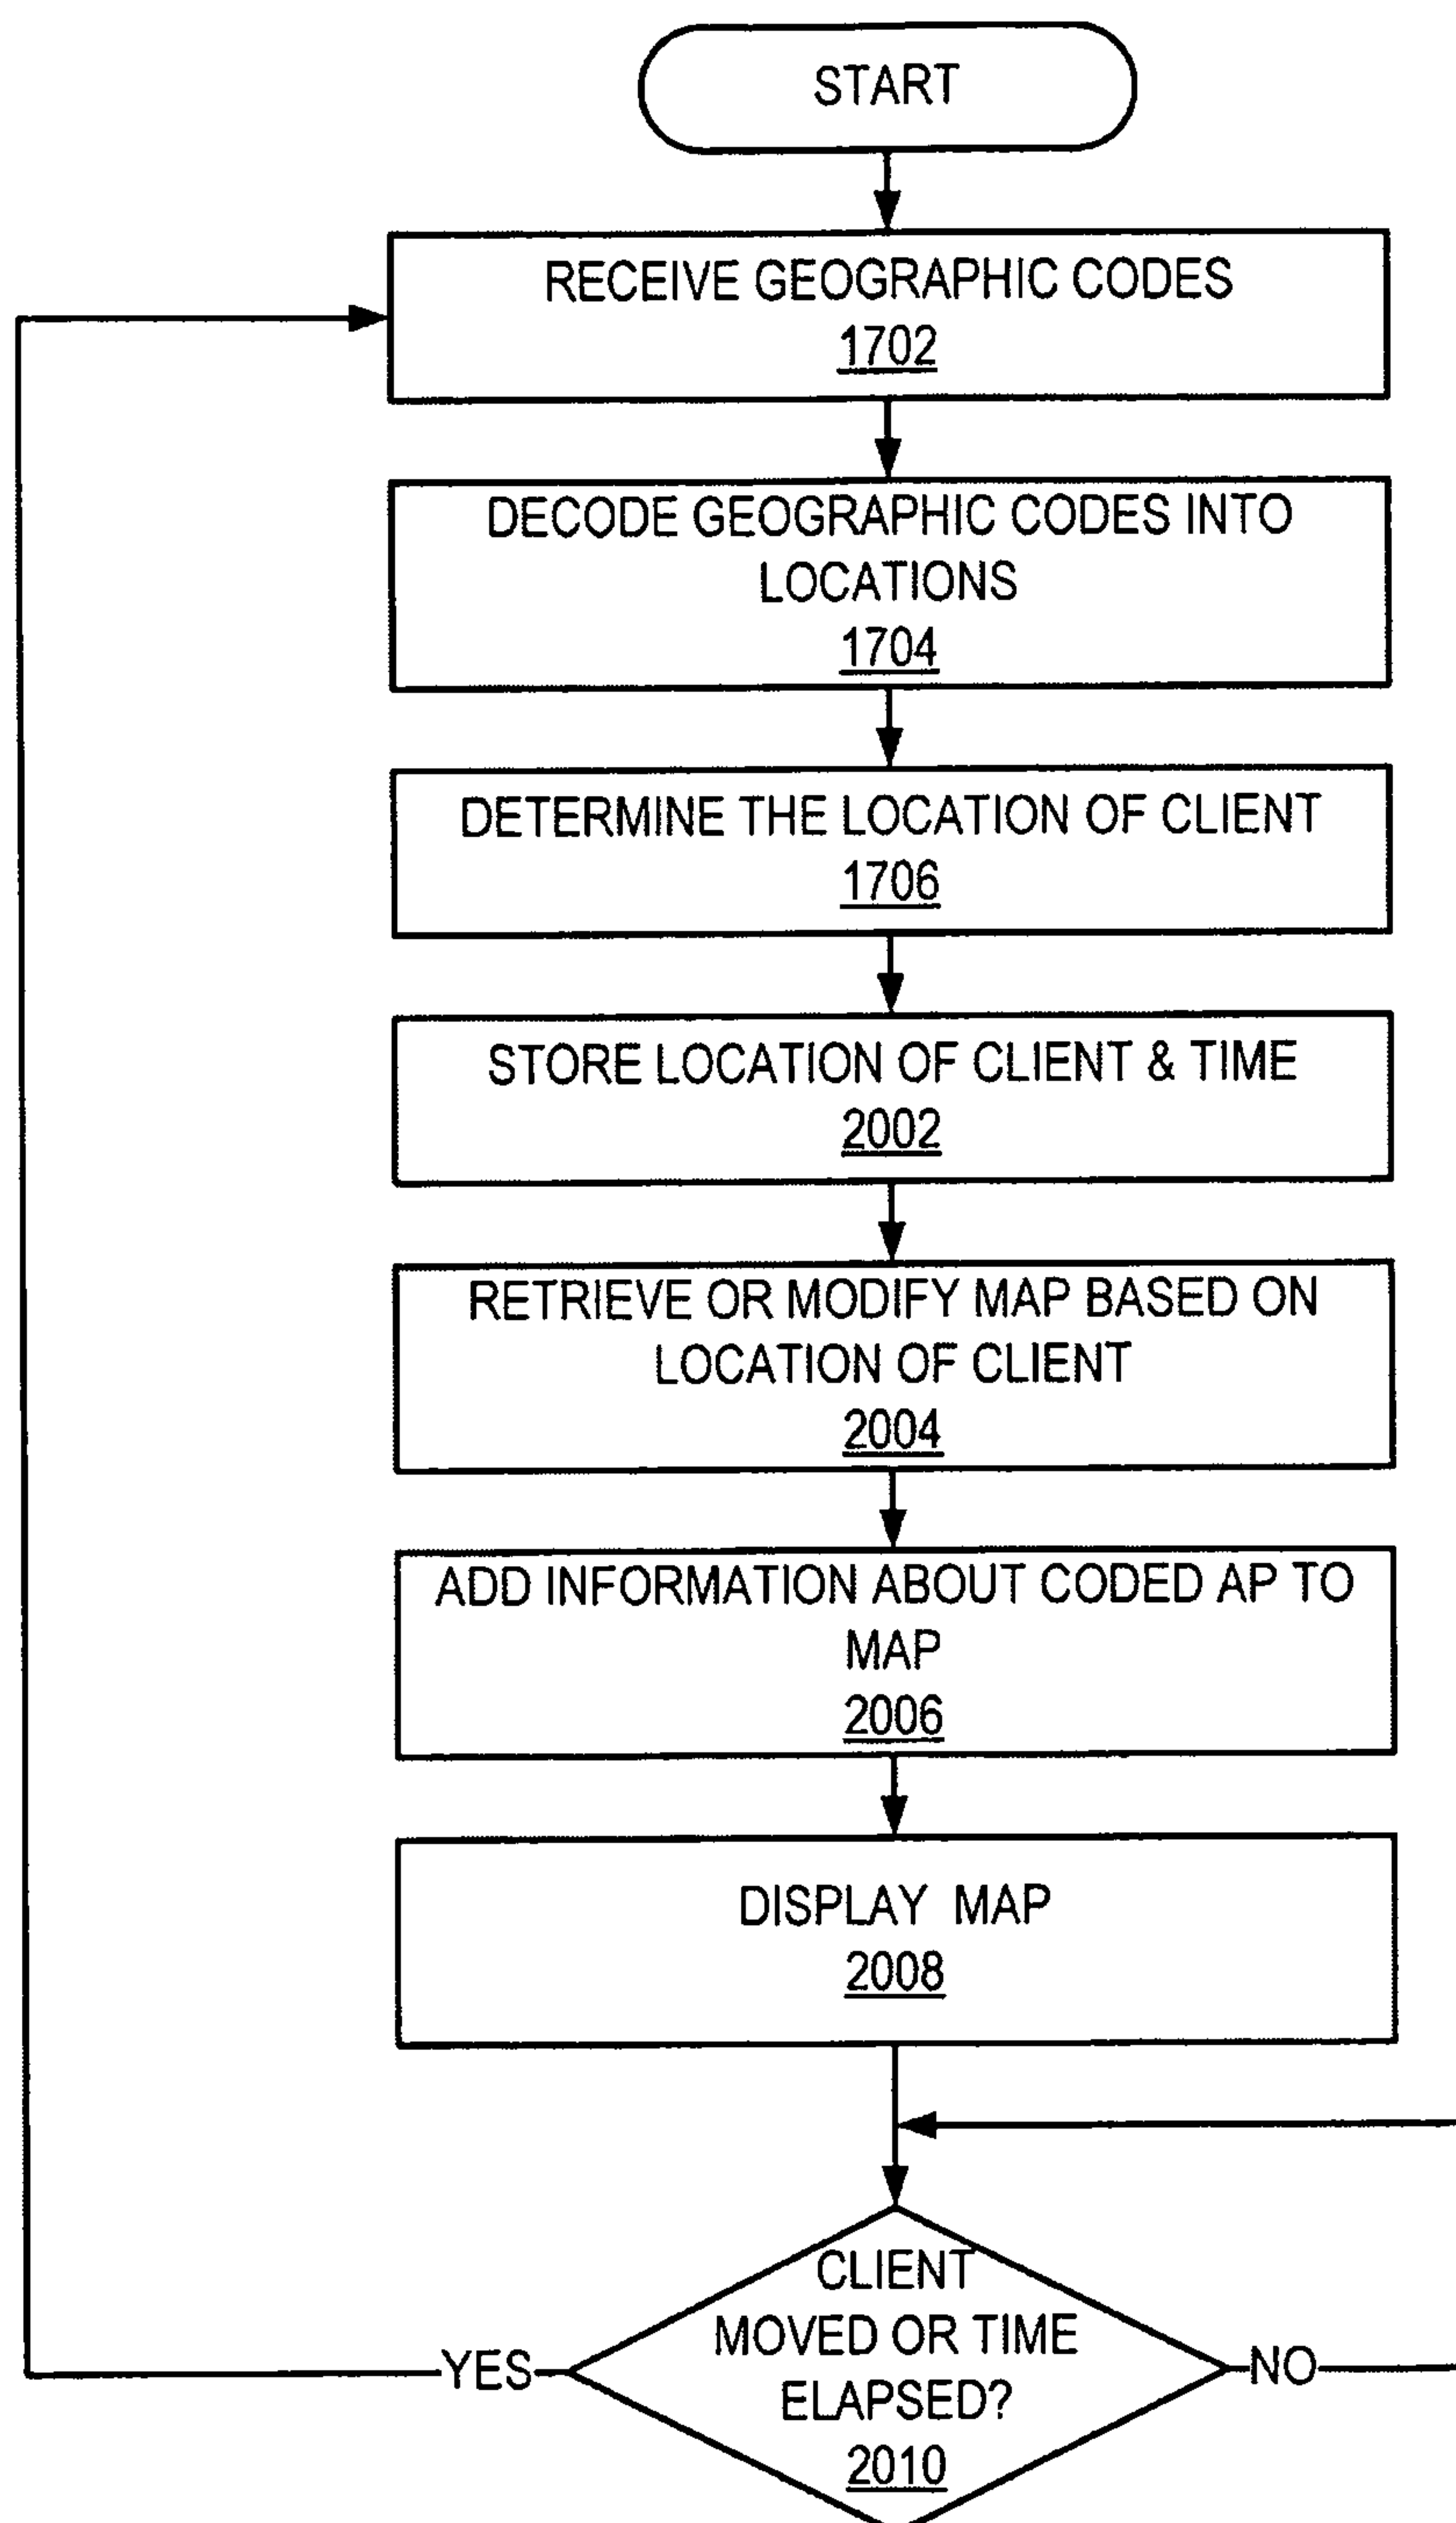 START
RECEIVE GEOGRAPHIC CODES
1702
DECODE GEOGRAPHIC CODES INTO
LOCATIONS
1704
DETERMINE THE LOCATION OF CLIENT
1706
STORE LOCATION OF CLIENT & TIME
2002
RETRIEVE OR MODIFY MAP BASED ON
LOCATION OF CLIENT
2004
ADD INFORMATION ABOUT CODED AP TO
MAP
2006
DISPLAY MAP
2008
CLIENT
MOVED OR TIME
ELAPSED?
2010
YES
NO